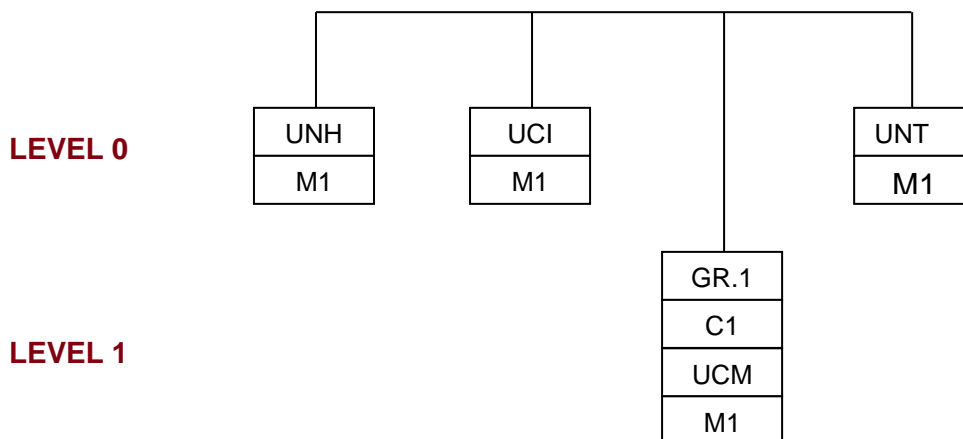 UNH
UCI
UNT
LEVEL 0
M1
M1
M1
GR.1
C1
LEVEL 1
UCM
M1